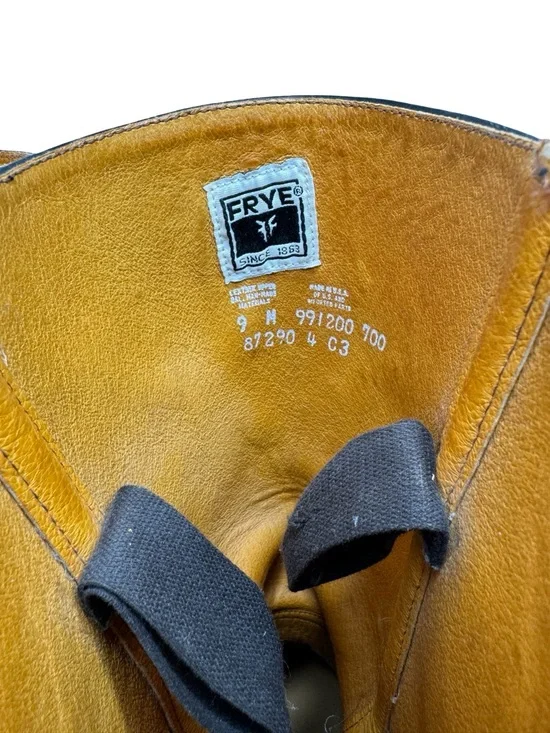 FRYE®
SINCE 1863
LEATHER UPPER
BAL. MAN-MADE
MATERIALS
MADE IN U.S.A.
OF U.S. AND
IMPORTED PARTS
9 M 991200 700
87290 4 C3